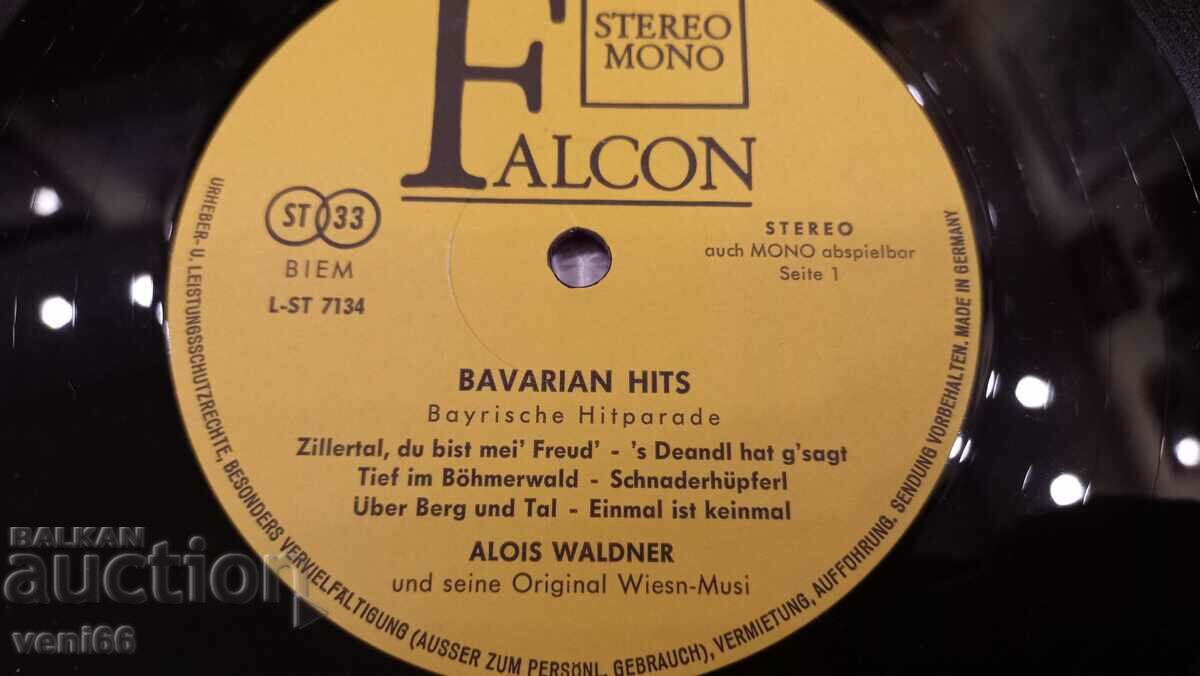 STEREO
MONO
FALCON
ST 33
BIEM
L-ST 7134
STEREO
auch MONO abspielbar
Seite 1
BAVARIAN HITS
Bayrische Hitparade
Zillertal, du bist mei' Freud' - 's Deandl hat g'sagt
Tief im Böhmerwald - Schnaderhüpferl
Über Berg und Tal - Einmal ist keinmal
ALOIS WALDNER
und seine Original Wiesn-Musi
URHEBER- U. LEISTUNGSSCHUTZRECHTE, BESONDERS VERVIELFÄLTIGUNG (AUSSER ZUM PERSÖNL. GEBRAUCH), VERMIETUNG, AUFFÜHRUNG, SENDUNG VORBEHALTEN. MADE IN GERMANY
BALKAN
auction
veni66